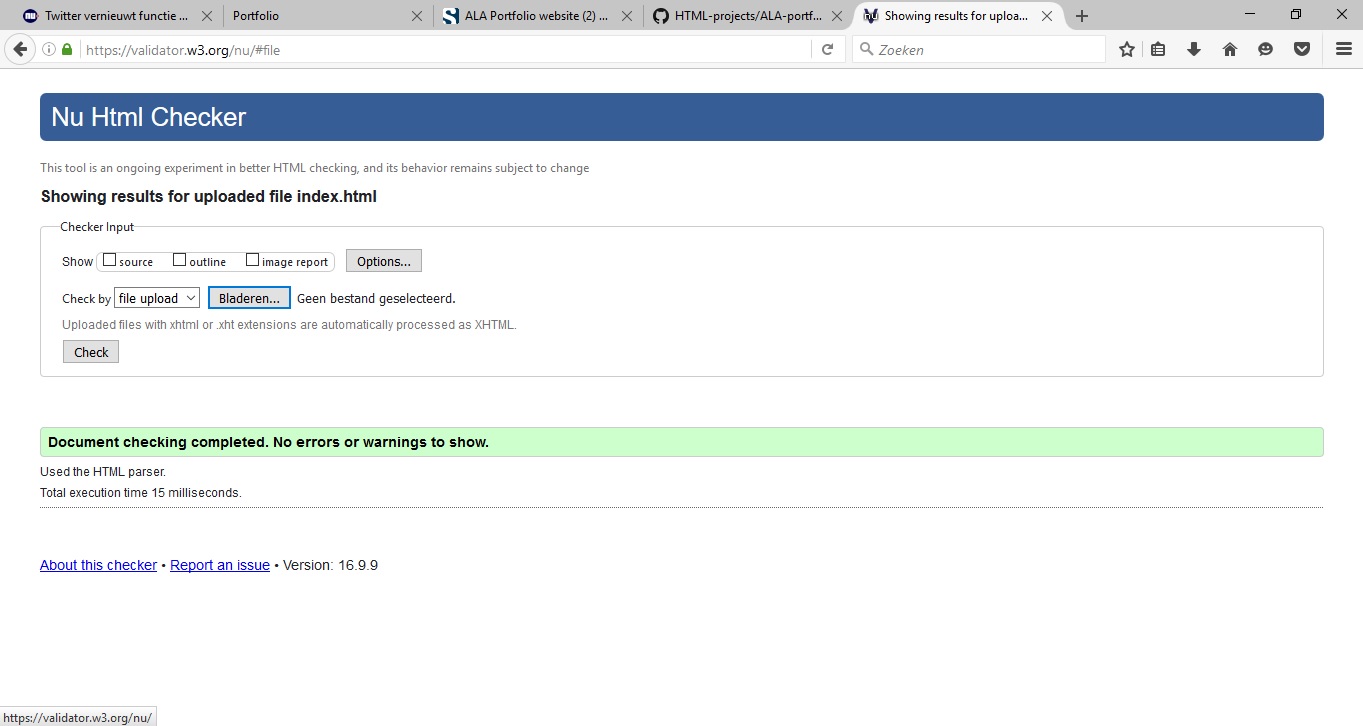 Twitter vernieuwt functie ...
Portfolio
ALA Portfolio website (2) ...
HTML-projects/ALA-portf...
Showing results for uploa...
https://validator.w3.org/nu/#file
Zoeken
Nu Html Checker
This tool is an ongoing experiment in better HTML checking, and its behavior remains subject to change
Showing results for uploaded file index.html
Checker Input
Show source outline image report Options...
Check by file upload Bladeren... Geen bestand geselecteerd.
Uploaded files with xhtml or .xht extensions are automatically processed as XHTML.
Check
Document checking completed. No errors or warnings to show.
Used the HTML parser.
Total execution time 15 milliseconds.
About this checker • Report an issue • Version: 16.9.9
https://validator.w3.org/nu/